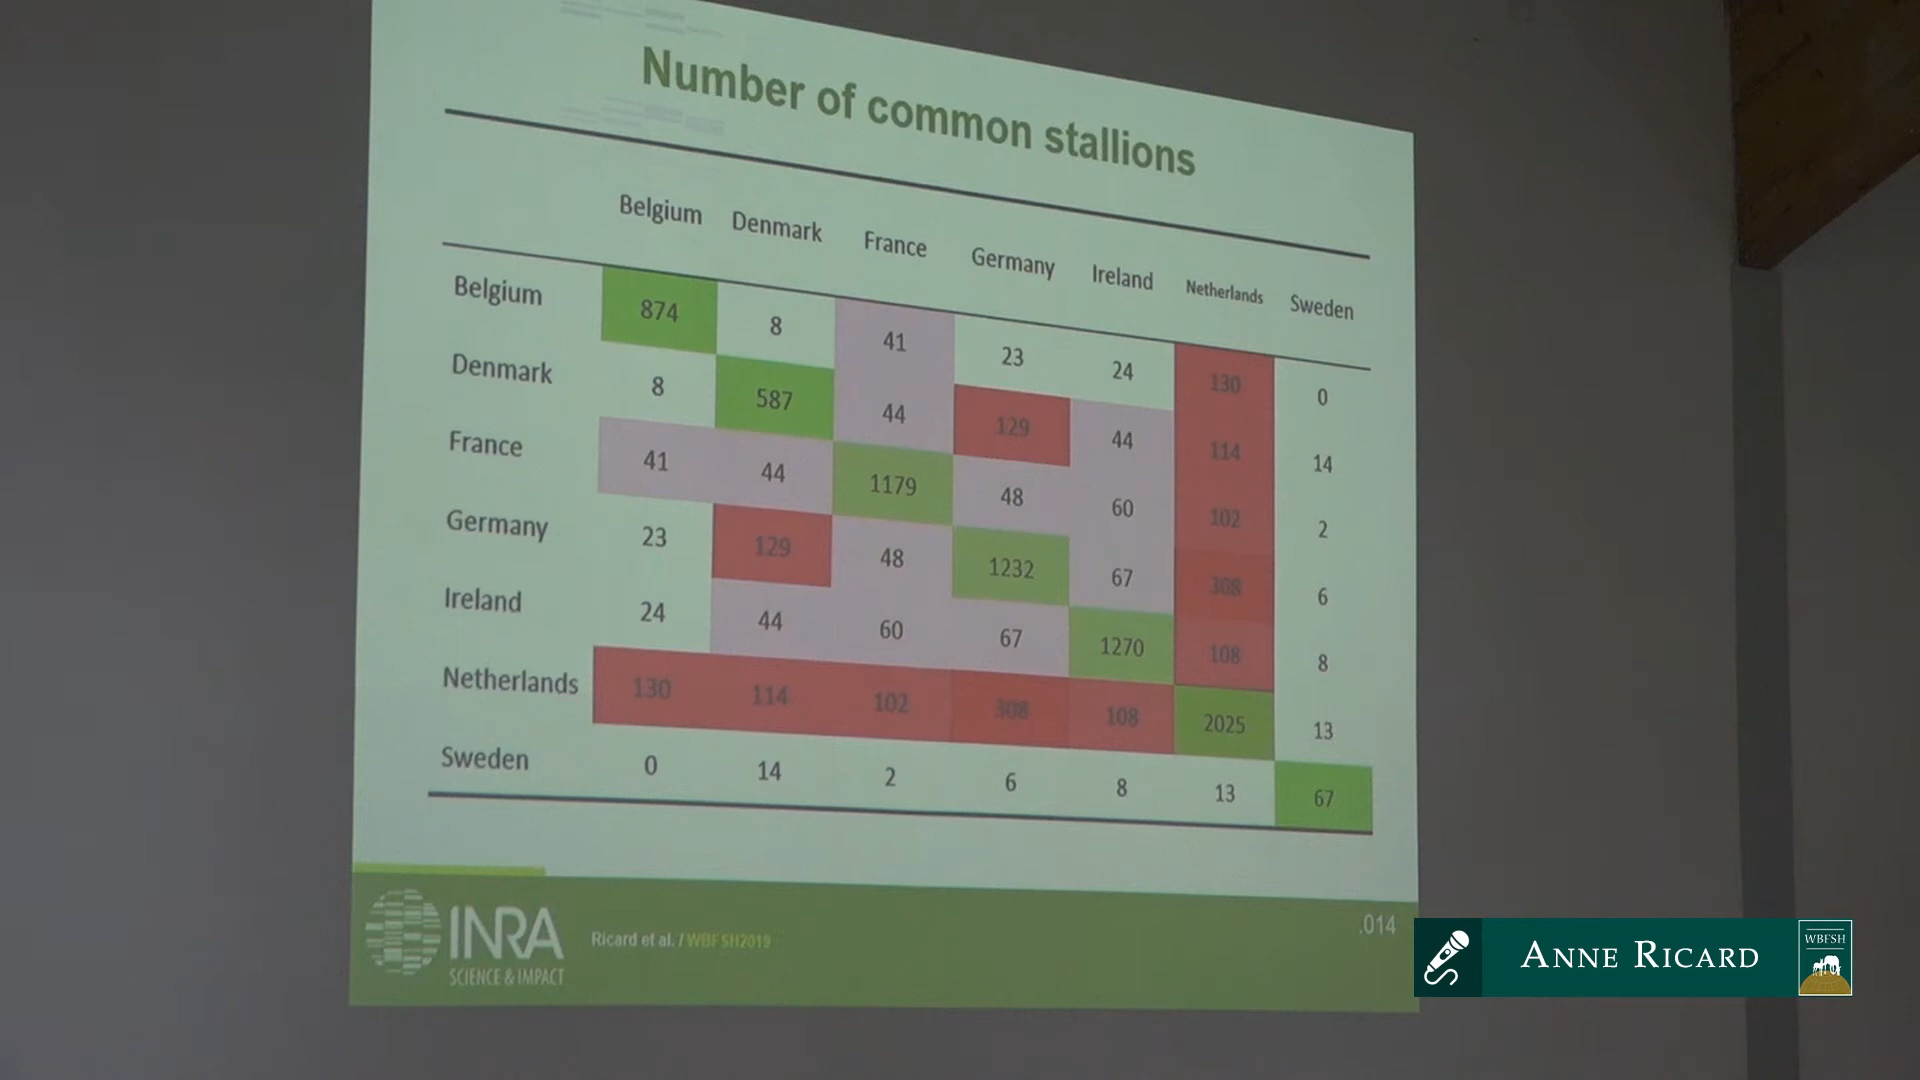 Number of common stallions
Belgium Denmark France Germany Ireland Netherlands Sweden
Belgium 874 8 41 23 24 130 0
Denmark 8 587 44 129 44 114 14
France 41 44 1179 48 60 102 2
Germany 23 129 48 1232 67 308 6
Ireland 24 44 60 67 1270 108 8
Netherlands 130 114 102 308 108 2025 13
Sweden 0 14 2 6 8 13 67
INRA
SCIENCE & IMPACT
Ricard et al. / WBFSH2019
.014
ANNE RICARD
WBFSH